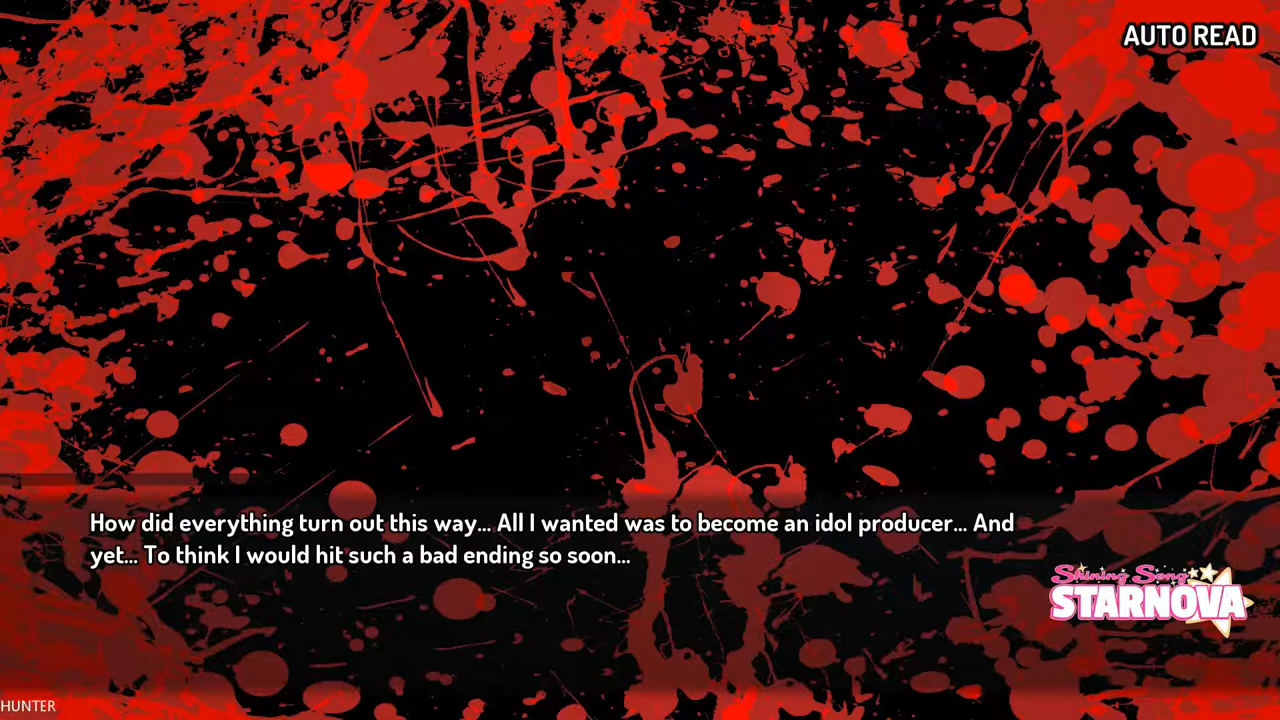 AUTO READ
How did everything turn out this way... All I wanted was to become an idol producer... And
yet... To think I would hit such a bad ending so soon...
Shining Song
STARNOVA
HUNTER